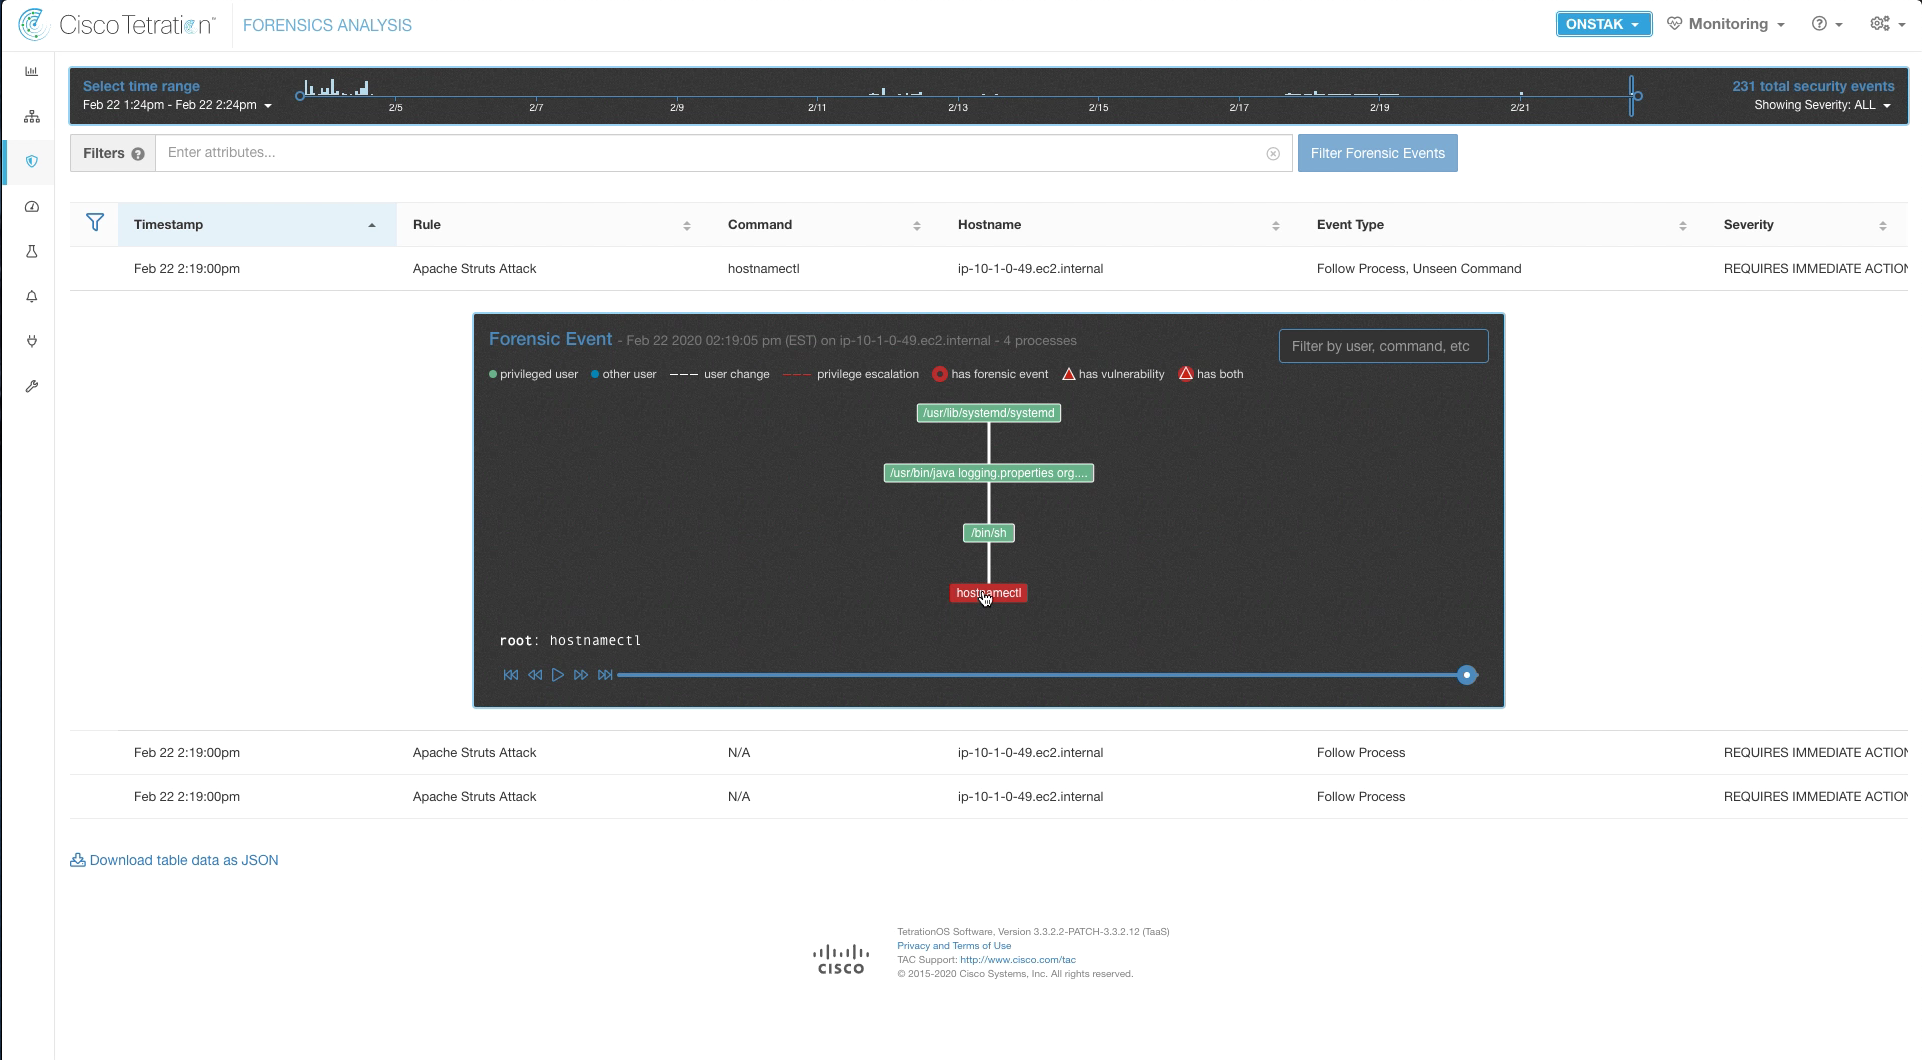 Cisco Tetration™ FORENSICS ANALYSIS ONSTAK Monitoring
Select time range 231 total security events
Feb 22 1:24pm - Feb 22 2:24pm 2/5 2/7 2/9 2/11 2/13 2/15 2/17 2/19 2/21 Showing Severity: ALL
Filters Enter attributes... Filter Forensic Events
Timestamp Rule Command Hostname Event Type Severity
Feb 22 2:19:00pm Apache Struts Attack hostnamectl ip-10-1-0-49.ec2.internal Follow Process, Unseen Command REQUIRES IMMEDIATE ACTION
Forensic Event - Feb 22 2020 02:19:05 pm (EST) on ip-10-1-0-49.ec2.internal - 4 processes Filter by user, command, etc
privileged user other user user change privilege escalation has forensic event has vulnerability has both
/usr/lib/systemd/systemd
/usr/bin/java logging.properties org....
/bin/sh
hostnamectl
root: hostnamectl
Feb 22 2:19:00pm Apache Struts Attack N/A ip-10-1-0-49.ec2.internal Follow Process REQUIRES IMMEDIATE ACTION
Feb 22 2:19:00pm Apache Struts Attack N/A ip-10-1-0-49.ec2.internal Follow Process REQUIRES IMMEDIATE ACTION
Download table data as JSON
TetrationOS Software, Version 3.3.2.2-PATCH-3.3.2.12 (TaaS)
Privacy and Terms of Use
TAC Support: http://www.cisco.com/tac
© 2015-2020 Cisco Systems, Inc. All rights reserved.
CISCO